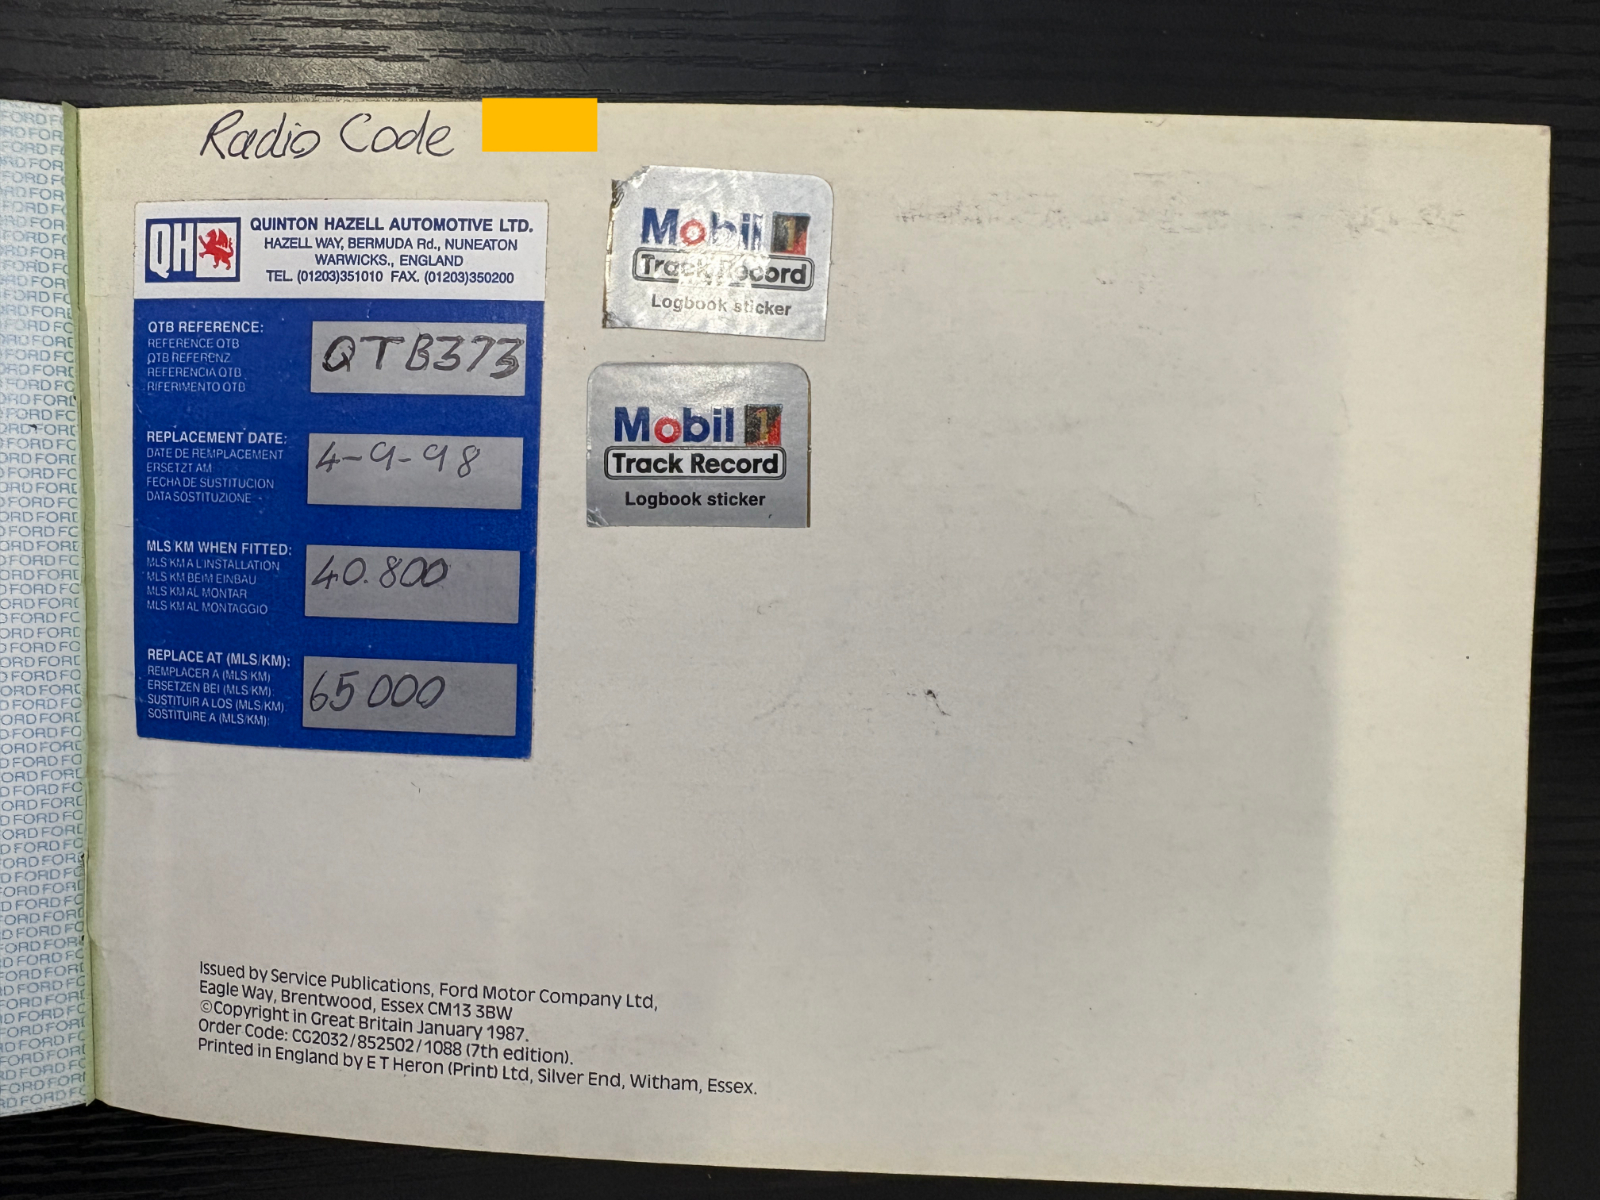 Radio Code
QH
QUINTON HAZELL AUTOMOTIVE LTD.
HAZELL WAY, BERMUDA Rd., NUNEATON
WARWICKS., ENGLAND
TEL. (01203)351010 FAX. (01203)350200
QTB REFERENCE:
REFERENCE QTB
QTB REFERENZ
REFERENCIA QTB
RIFERIMENTO QTB
QTB373
REPLACEMENT DATE:
DATE DE REMPLACEMENT
ERSETZT AM
FECHA DE SUSTITUCION
DATA SOSTITUZIONE
4-9-98
MLS/KM WHEN FITTED:
MLS/KM A L'INSTALLATION
MLS/KM BEIM EINBAU
MLS/KM AL MONTAR
MLS/KM AL MONTAGGIO
40.800
REPLACE AT (MLS/KM):
REMPLACER A (MLS/KM)
ERSETZEN BEI (MLS/KM)
SUSTITUIR A LOS (MLS/KM)
SOSTITUIRE A (MLS/KM):
65000
Mobil 1
Track Record
Logbook sticker
Mobil 1
Track Record
Logbook sticker
Issued by Service Publications, Ford Motor Company Ltd,
Eagle Way, Brentwood, Essex CM13 3BW
©Copyright in Great Britain January 1987.
Order Code: CG2032/852502/1088 (7th edition).
Printed in England by E T Heron (Print) Ltd, Silver End, Witham, Essex.